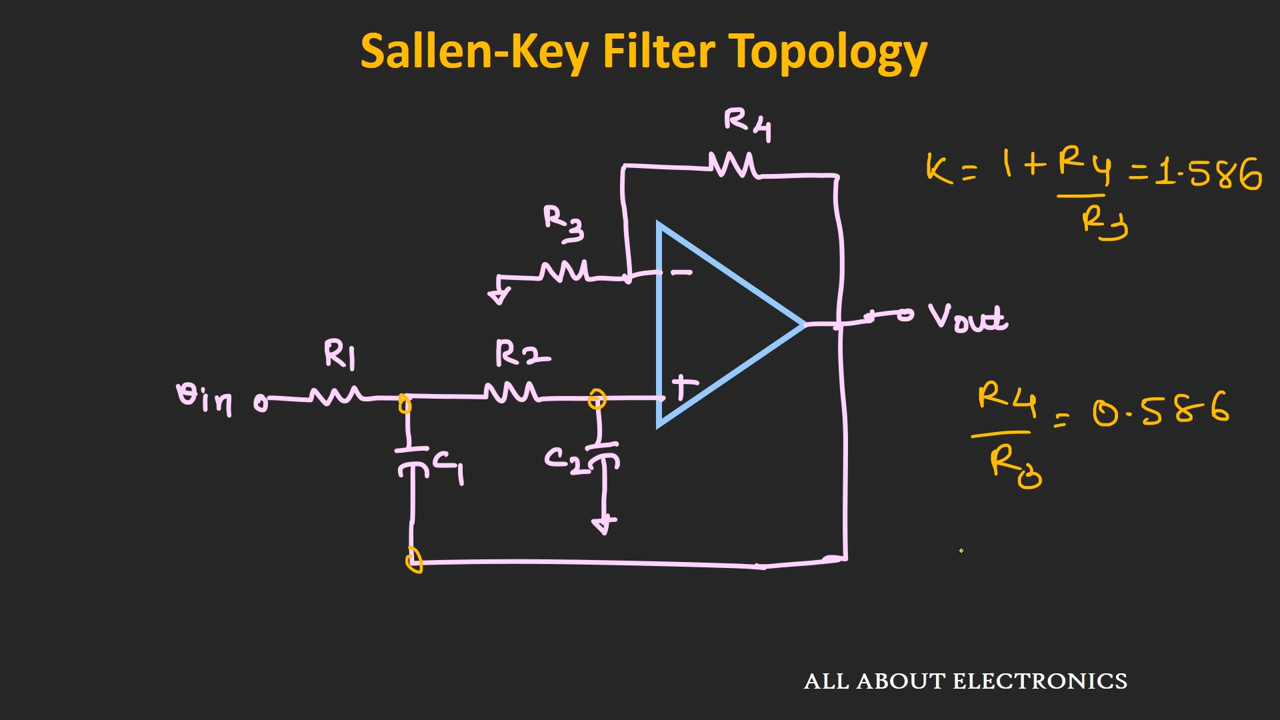 Sallen-Key Filter Topology
R4
K = 1 + R4/R3 = 1.586
R3
−
Vout
R1
R2
+
θin
R4/R3 = 0.586
C1
C2
ALL ABOUT ELECTRONICS